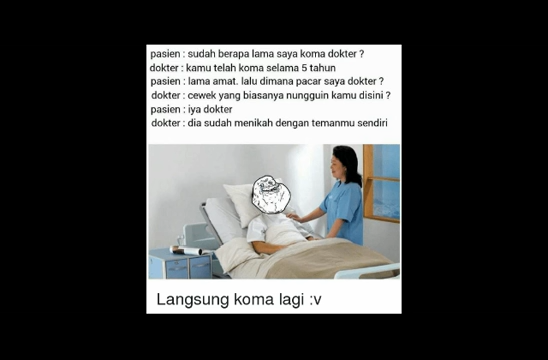 pasien : sudah berapa lama saya koma dokter ?
dokter : kamu telah koma selama 5 tahun
pasien : lama amat. lalu dimana pacar saya dokter ?
dokter : cewek yang biasanya nungguin kamu disini ?
pasien : iya dokter
dokter : dia sudah menikah dengan temanmu sendiri
Langsung koma lagi :v